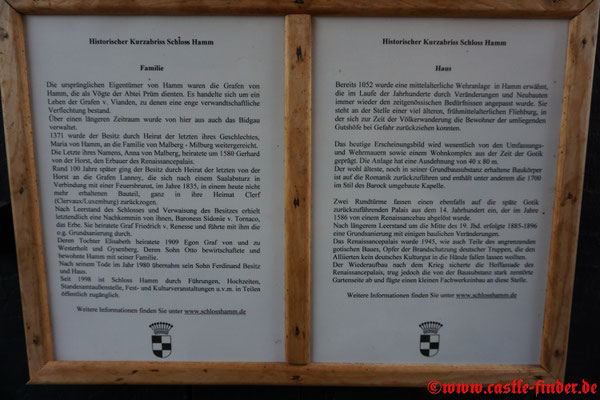 Historischer Kurzabriss Schloss Hamm
Familie
Die ursprünglichen Eigentümer von Hamm waren die Grafen von
Hamm, die als Vögte der Abtei Prüm dienten. Es handelte sich um ein
Lehen der Grafen v. Vianden, zu denen eine enge verwandtschaftliche
Verflechtung bestand.
Über einen längeren Zeitraum wurde von hier aus auch das Bidgau
verwaltet.
1371 wurde der Besitz durch Heirat der letzten ihres Geschlechtes,
Maria von Hamm, an die Familie von Malberg - Milburg weitergereicht.
Die Letzte ihres Namens, Anna von Malberg, heiratete um 1580 Gerhard
von der Horst, den Erbauer des Renaissancepalais.
Rund 100 Jahre später ging der Besitz durch Heirat der letzten von der
Horst an die Grafen Lannoy, die sich nach einem Saalabsturz in
Verbindung mit einer Feuersbrunst, im Jahre 1835, in einem heute nicht
mehr erhaltenen Bauteil, ganz in ihre Heimat Clerf
(Clervaux/Luxemburg) zurückzogen.
Nach Leerstand des Schlosses und Verwaisung des Besitzes erhielt
letztendlich eine Nachkommin von ihnen, Baroness Sidonie v. Tornaco,
das Erbe. Sie heiratete Graf Friedrich v. Renesse und führte mit ihm die
o.g. Grundsanierung durch.
Deren Tochter Elisabeth heiratete 1909 Egon Graf von und zu
Westerholt und Gysenberg. Deren Sohn Otto bewirtschaftete und
bewohnte Hamm mit seiner Familie.
Nach seinem Tode im Jahr 1980 übernahm sein Sohn Ferdinand Besitz
und Haus.
Seit 1998 ist Schloss Hamm durch Führungen, Hochzeiten,
Standesamtaußenstelle, Fest- und Kulturveranstaltungen u.v.m. in Teilen
öffentlich zugänglich.
Weitere Informationen finden Sie unter www.schlosshamm.de
Historischer Kurzabriss Schloss Hamm
Haus
Bereits 1052 wurde eine mittelalterliche Wehranlage in Hamm erwähnt,
die im Laufe der Jahrhunderte durch Veränderungen und Neubauten
immer wieder den zeitgenössischen Bedürfnissen angepasst wurde. Sie
steht an der Stelle einer viel älteren, frühmittelalterlichen Fliehburg, in
der sich zur Zeit der Völkerwanderung die Bewohner der umliegenden
Gutshöfe bei Gefahr zurückziehen konnten.
Das heutige Erscheinungsbild wird wesentlich von den Umfassungs-
und Wehrmauern sowie einem Wohnkomplex aus der Zeit der Gotik
geprägt. Die Anlage hat eine Ausdehnung von 40 x 80 m.
Der wohl älteste, noch in seiner Grundbausubstanz erhaltene Baukörper
ist auf die Romanik zurückzuführen und enthält unter anderem die 1700
im Stil des Barock umgebaute Kapelle.
Zwei Rundtürme fassen einen ebenfalls auf die späte Gotik
zurückzuführenden Palais aus dem 14. Jahrhundert ein, der im Jahre
1586 von einem Renaissancebau abgelöst wurde.
Nach längerem Leerstand um die Mitte des 19. Jhd. erfolgte 1885-1896
eine Grundsanierung mit einigen baulichen Veränderungen.
Das Renaissancepalais wurde 1945, wie auch Teile des angrenzenden
gotischen Baues, Opfer der Brandschatzung deutscher Truppen, die den
Alliierten kein deutsches Kulturgut in die Hände fallen lassen wollten.
Der Wiederaufbau nach dem Krieg sicherte die Hoffassade des
Renaissancepalais, trug jedoch die von der Bausubstanz stark zerstörte
Gartenseite ab und fügte einen kleinen Fachwerkeinbau an diese Stelle.
Weitere Informationen finden Sie unter www.schlosshamm.de
©www.castle-finder.de